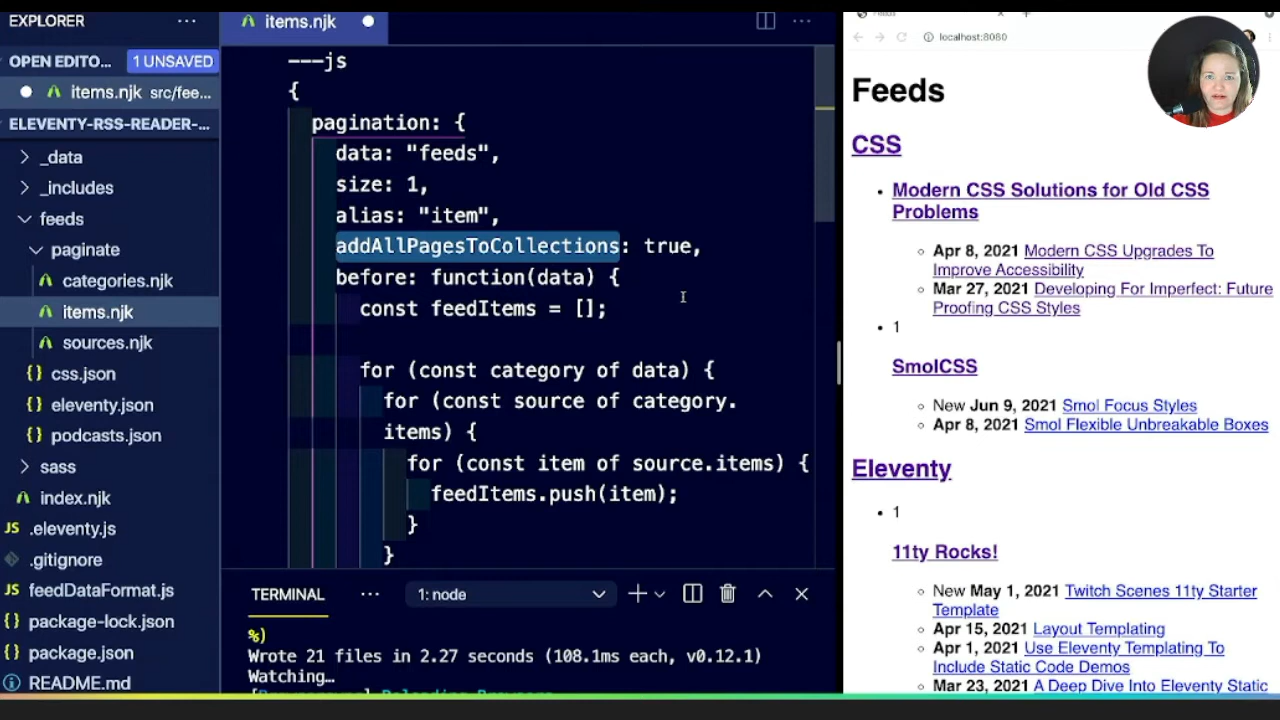 EXPLORER
OPEN EDITO... 1 UNSAVED
items.njk src/fee...
ELEVENTY-RSS-READER-...
_data
_includes
feeds
paginate
categories.njk
items.njk
sources.njk
css.json
eleventy.json
podcasts.json
sass
index.njk
JS .eleventy.js
.gitignore
JS feedDataFormat.js
{} package-lock.json
{} package.json
README.md
items.njk
---js
{
pagination: {
data: "feeds",
size: 1,
alias: "item",
addAllPagesToCollections: true,
before: function(data) {
const feedItems = [];
for (const category of data) {
for (const source of category.
items) {
for (const item of source.items) {
feedItems.push(item);
}
}
TERMINAL
1: node
%)
Wrote 21 files in 2.27 seconds (108.1ms each, v0.12.1)
Watching…
Reloading Browsers
localhost:8080
Feeds
CSS
Modern CSS Solutions for Old CSS
Problems
Apr 8, 2021 Modern CSS Upgrades To
Improve Accessibility
Mar 27, 2021 Developing For Imperfect: Future
Proofing CSS Styles
1
SmolCSS
New Jun 9, 2021 Smol Focus Styles
Apr 8, 2021 Smol Flexible Unbreakable Boxes
Eleventy
1
11ty Rocks!
New May 1, 2021 Twitch Scenes 11ty Starter
Template
Apr 15, 2021 Layout Templating
Apr 1, 2021 Use Eleventy Templating To
Include Static Code Demos
Mar 23, 2021 A Deep Dive Into Eleventy Static